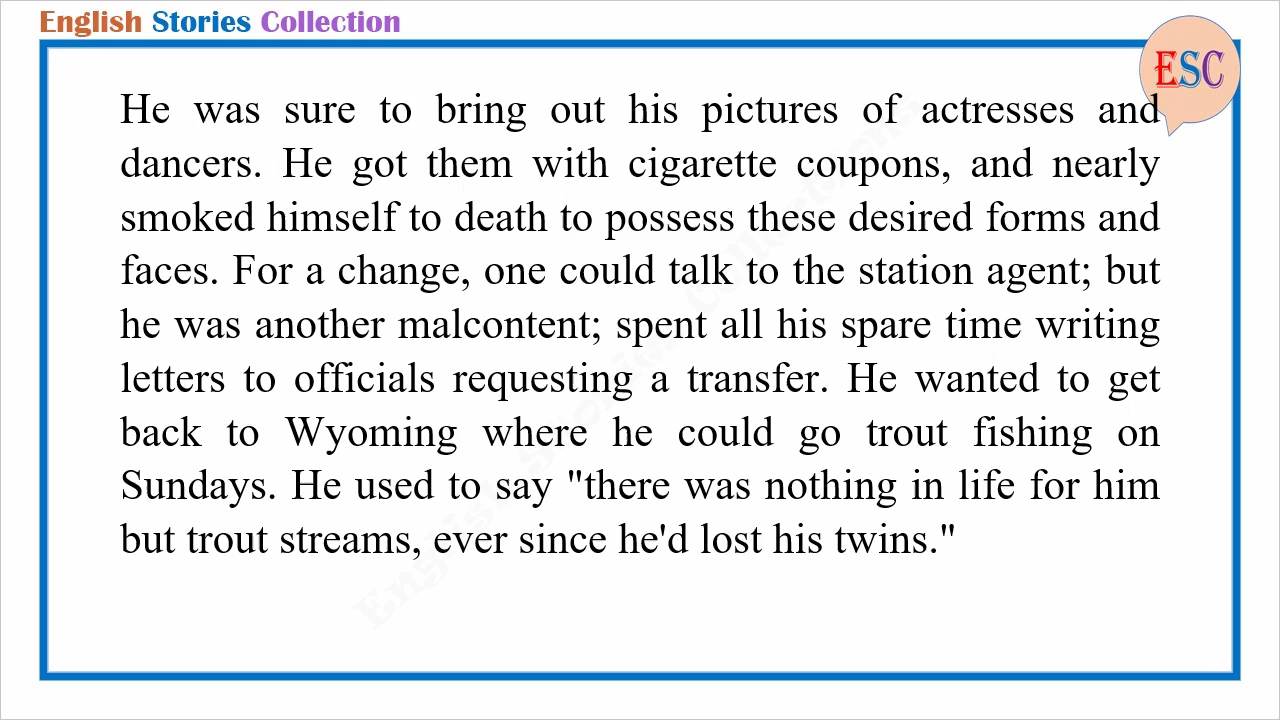 English Stories Collection
ESC
He was sure to bring out his pictures of actresses and
dancers. He got them with cigarette coupons, and nearly
smoked himself to death to possess these desired forms and
faces. For a change, one could talk to the station agent; but
he was another malcontent; spent all his spare time writing
letters to officials requesting a transfer. He wanted to get
back to Wyoming where he could go trout fishing on
Sundays. He used to say "there was nothing in life for him
but trout streams, ever since he'd lost his twins."
English Stories Collections